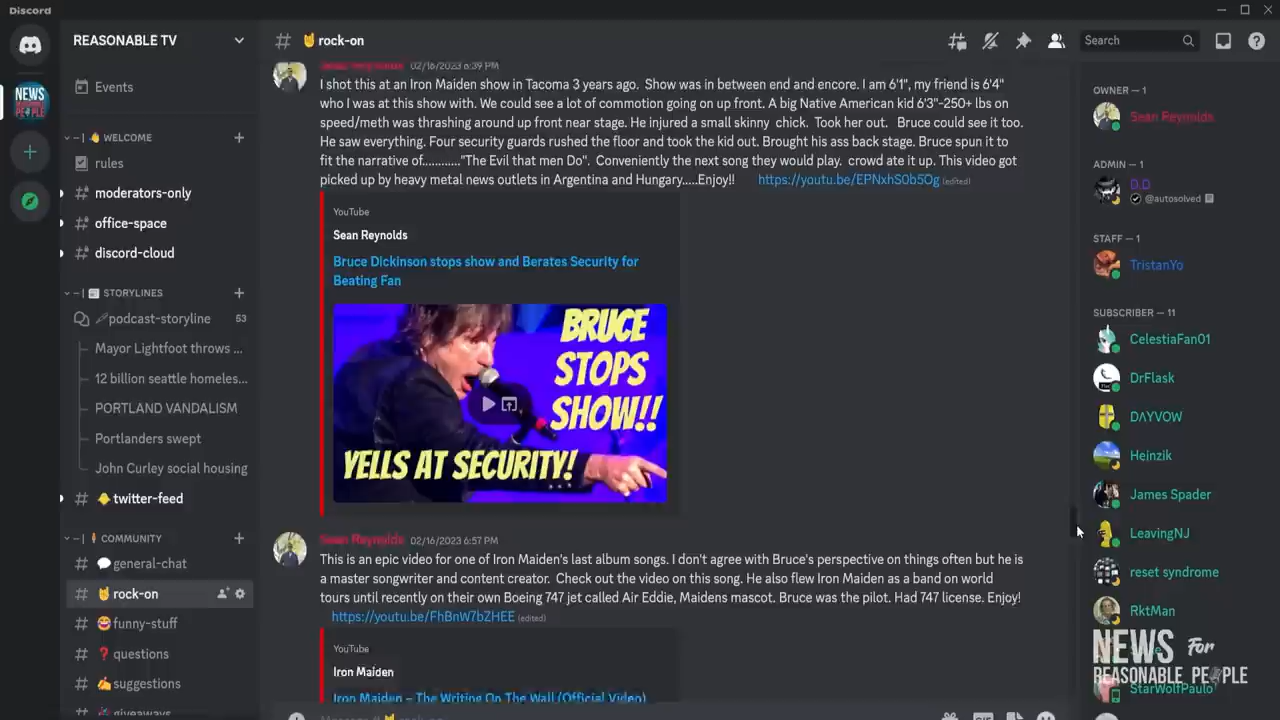 Discord
REASONABLE TV
Events
WELCOME
rules
moderators-only
office-space
discord-cloud
STORYLINES
podcast-storyline 53
Mayor Lightfoot throws ...
12 billion seattle homeles...
PORTLAND VANDALISM
Portlanders swept
John Curley social housing
twitter-feed
COMMUNITY
general-chat
rock-on
funny-stuff
questions
suggestions
giveaways
rock-on
Sean Reynolds 02/16/2023 6:39 PM
I shot this at an Iron Maiden show in Tacoma 3 years ago. Show was in between end and encore. I am 6'1", my friend is 6'4"
who I was at this show with. We could see a lot of commotion going on up front. A big Native American kid 6'3"-250+ lbs on
speed/meth was thrashing around up front near stage. He injured a small skinny chick. Took her out. Bruce could see it too.
He saw everything. Four security guards rushed the floor and took the kid out. Brought his ass back stage. Bruce spun it to
fit the narrative of............"The Evil that men Do". Conveniently the next song they would play. crowd ate it up. This video got
picked up by heavy metal news outlets in Argentina and Hungary.....Enjoy!! https://youtu.be/EPNxhS0b5Og (edited)
YouTube
Sean Reynolds
Bruce Dickinson stops show and Berates Security for
Beating Fan
BRUCE
STOPS
SHOW!!
YELLS AT SECURITY!
Sean Reynolds 02/16/2023 6:57 PM
This is an epic video for one of Iron Maiden's last album songs. I don't agree with Bruce's perspective on things often but he is
a master songwriter and content creator. Check out the video on this song. He also flew Iron Maiden as a band on world
tours until recently on their own Boeing 747 jet called Air Eddie, Maidens mascot. Bruce was the pilot. Had 747 license. Enjoy!
https://youtu.be/FhBnW7bZHEE (edited)
YouTube
Iron Maiden
Iron Maiden – The Writing On The Wall (Official Video)
Message # rock-on
Search
OWNER — 1
Sean Reynolds
ADMIN — 1
D.D
@autosolved
STAFF — 1
TristanYo
SUBSCRIBER — 11
CelestiaFan01
DrFlask
DΛYVOW
Heinzik
James Spader
LeavingNJ
reset syndrome
RktMan
StarWolfPaulo
NEWS For
REASONABLE PEOPLE